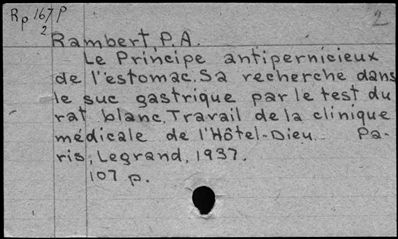 Rp 167 P
2
2
Rambert P.A.
Le Principe antipernicieux
de l'estomac. Sa recherche dans
le suc gastrique par le test du
rat blanc. Travail de la clinique
médicale de l'Hôtel-Dieu. Pa-
ris, Legrand, 1937.
107 p.